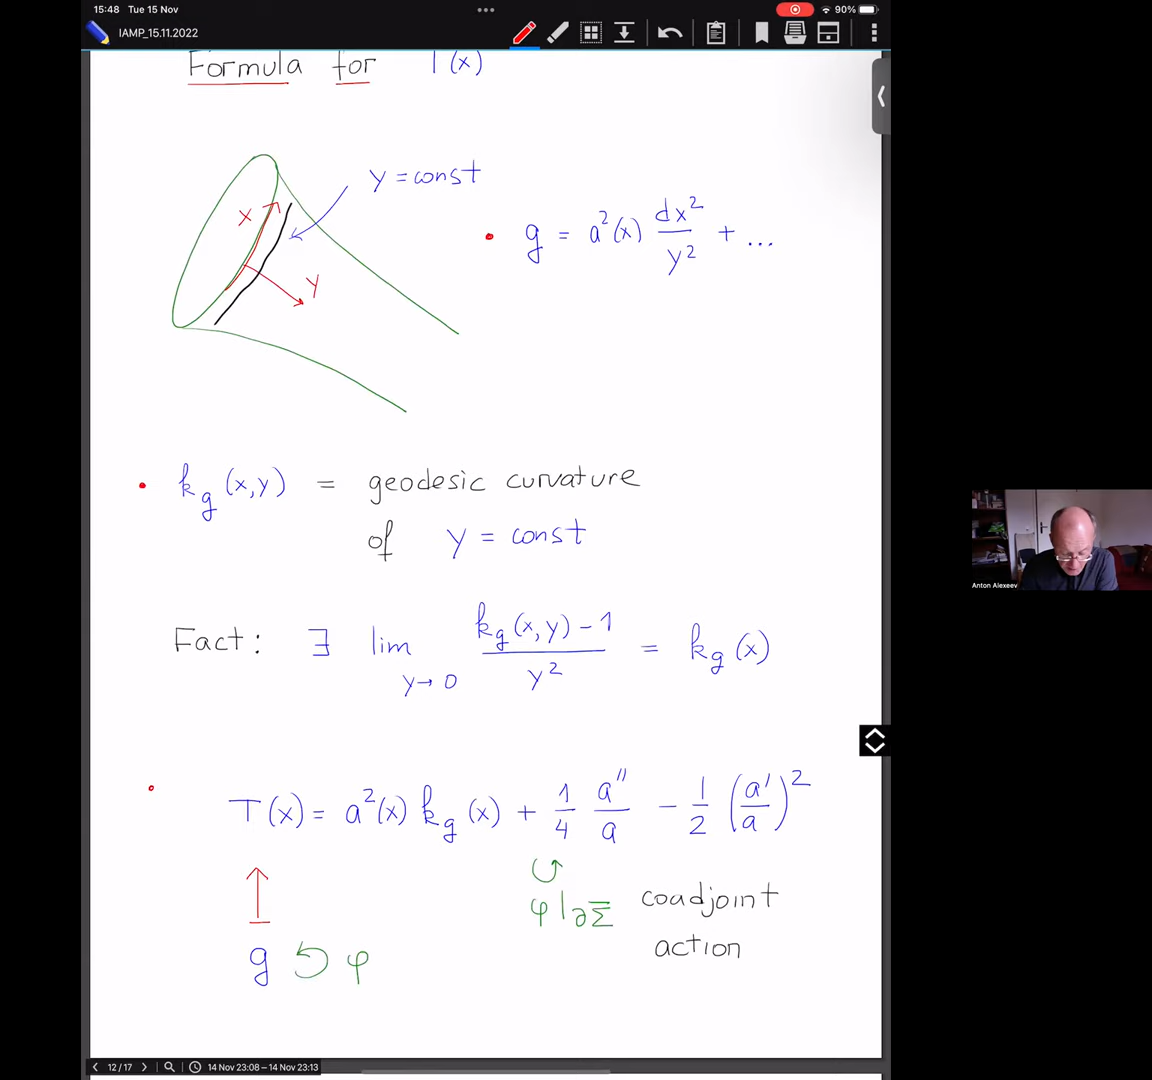 15:48 Tue 15 Nov
90%
IAMP_15.11.2022
Formula for T(x)
y = const
x
y
• g = a²(x) dx²/y² + ...
• k_g (x,y) = geodesic curvature
of y = const
Fact: ∃ lim_{y→0} (k_g(x,y) - 1)/y² = k_g(x)
• T(x) = a²(x) k_g(x) + 1/4 a''/a - 1/2 (a'/a)²
φ|∂Σ coadjoint
action
g φ
Anton Alexeev
12/17
14 Nov 23:08 – 14 Nov 23:13